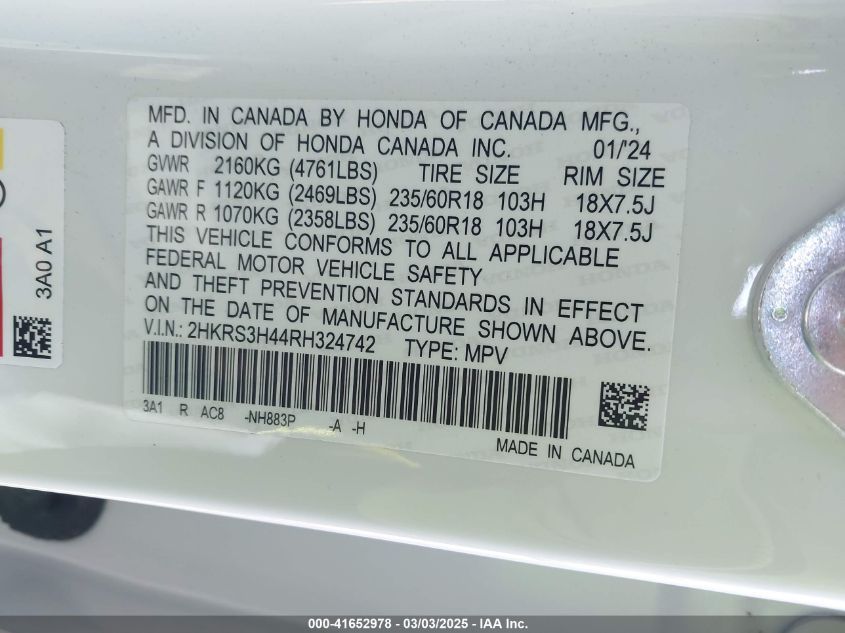 MFD. IN CANADA BY HONDA OF CANADA MFG.,
A DIVISION OF HONDA CANADA INC. 01/'24
GVWR 2160KG (4761LBS) TIRE SIZE RIM SIZE
GAWR F 1120KG (2469LBS) 235/60R18 103H 18X7.5J
GAWR R 1070KG (2358LBS) 235/60R18 103H 18X7.5J
THIS VEHICLE CONFORMS TO ALL APPLICABLE
FEDERAL MOTOR VEHICLE SAFETY
AND THEFT PREVENTION STANDARDS IN EFFECT
ON THE DATE OF MANUFACTURE SHOWN ABOVE.
V.I.N.: 2HKRS3H44RH324742 TYPE: MPV
3A1 R AC8 -NH883P -A -H
MADE IN CANADA
3A0 A1
000-41652978 - 03/03/2025 - IAA Inc.